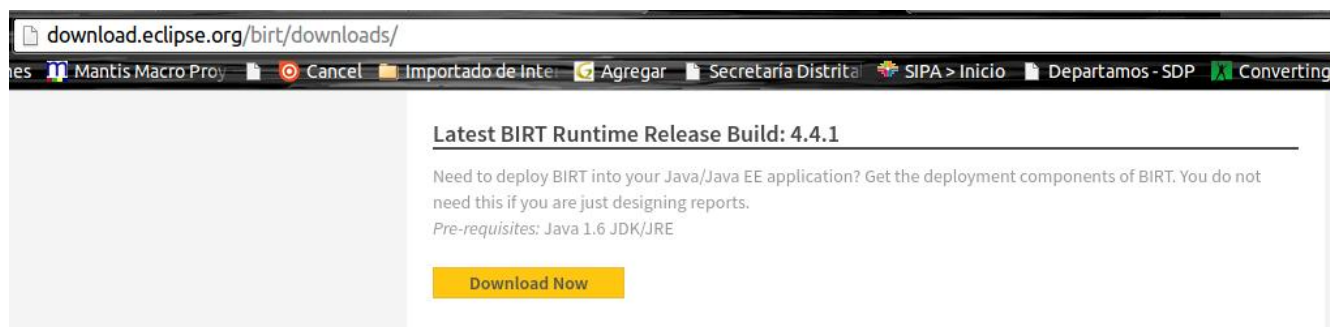 download.eclipse.org/birt/downloads/
nes Mantis Macro Proy Cancel Importado de Inte Agregar Secretaría Distrita SIPA > Inicio Departamos - SDP Converting
Latest BIRT Runtime Release Build: 4.4.1
Need to deploy BIRT into your Java/Java EE application? Get the deployment components of BIRT. You do not
need this if you are just designing reports.
Pre-requisites: Java 1.6 JDK/JRE
Download Now